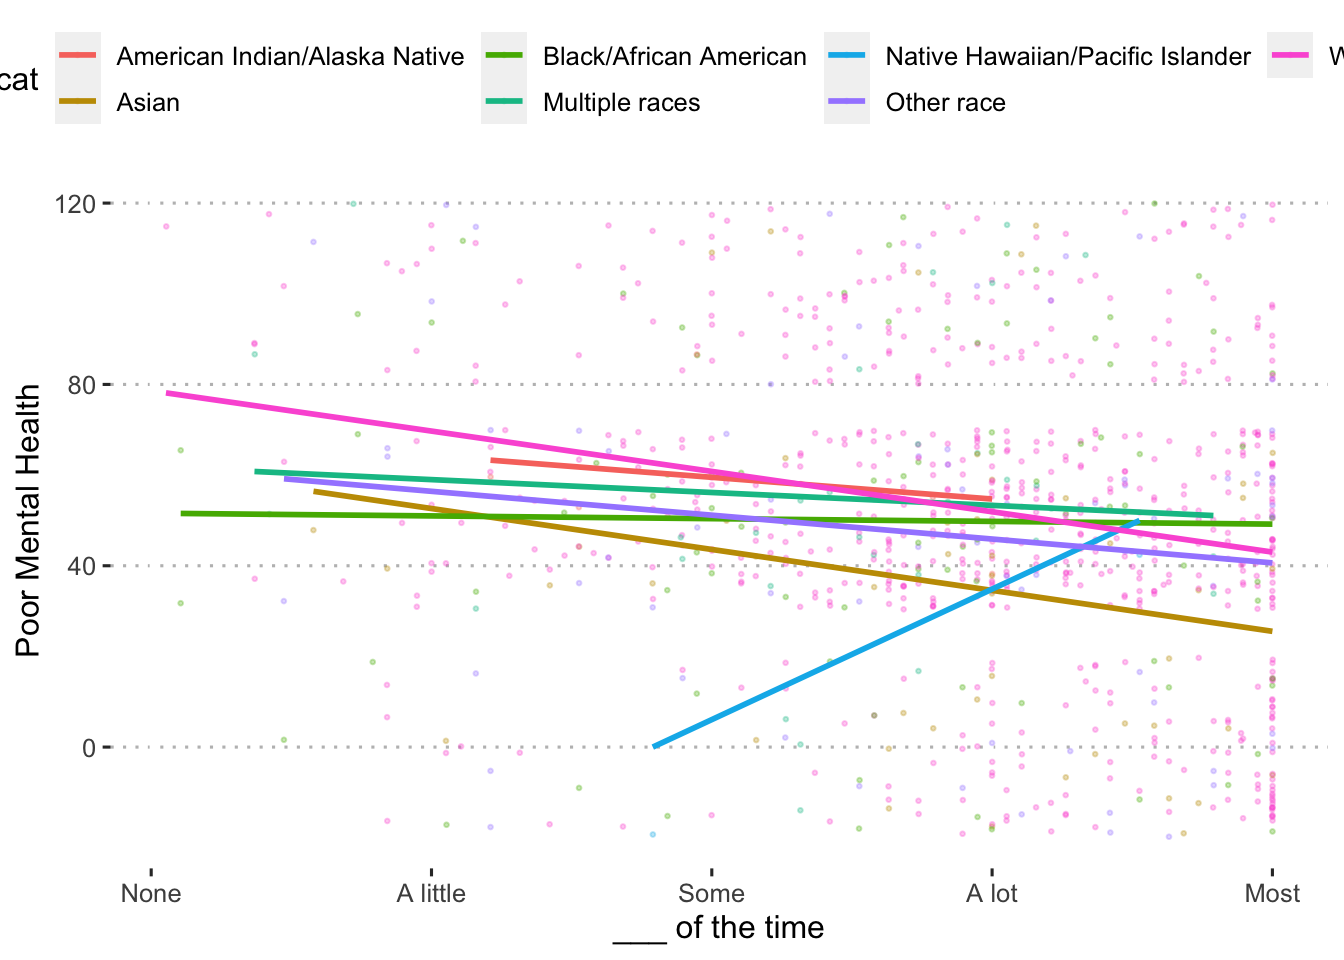 cat
American Indian/Alaska Native
Black/African American
Native Hawaiian/Pacific Islander
W
Asian
Multiple races
Other race
120
80
40
0
Poor Mental Health
None
A little
Some
A lot
Most
___ of the time